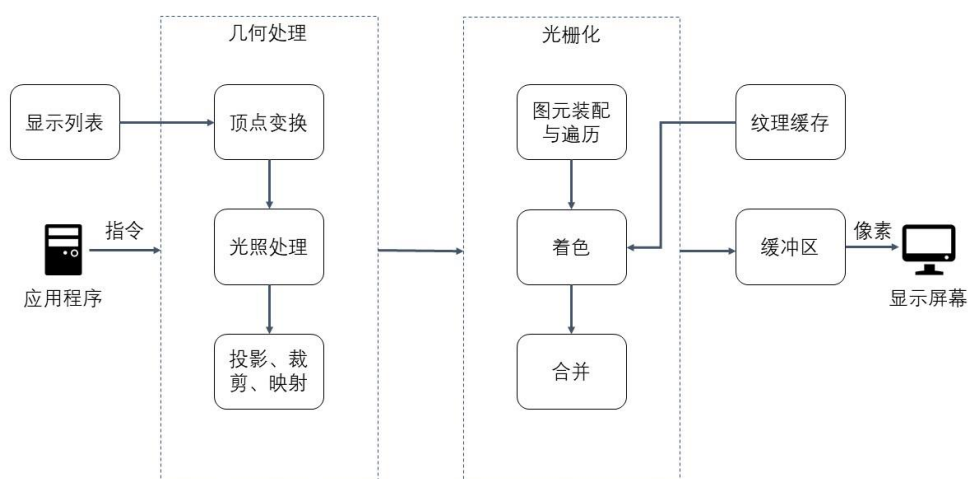 几何处理
光栅化
显示列表
顶点变换
图元装配
与遍历
纹理缓存
指令
光照处理
着色
缓冲区
像素
应用程序
显示屏幕
投影、裁
剪、映射
合并